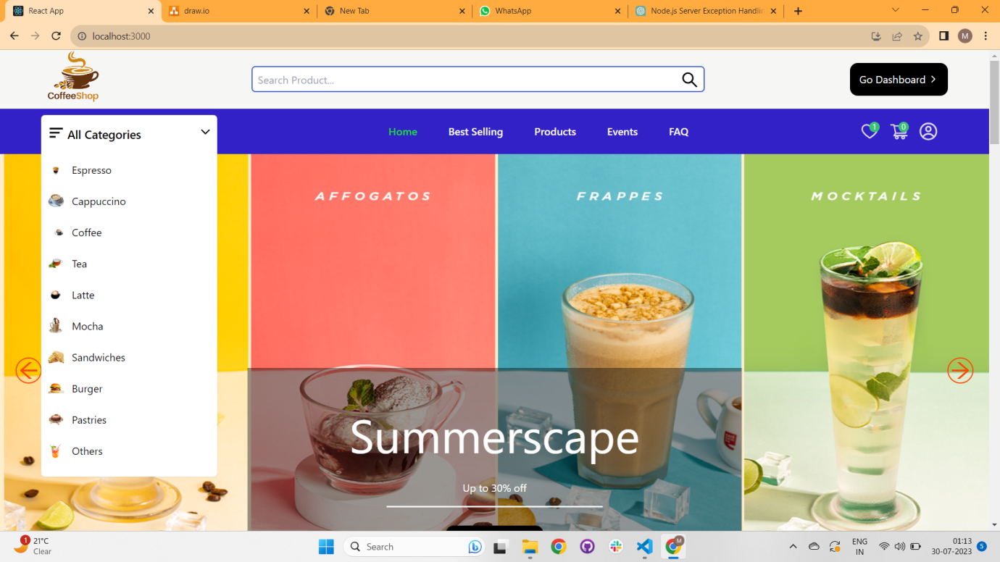 React App
draw.io
New Tab
WhatsApp
Node.js Server Exception Handlin
localhost:3000
M
CoffeeShop
Search Product...
Go Dashboard
All Categories
Home
Best Selling
Products
Events
FAQ
1
0
Espresso
Cappuccino
Coffee
Tea
Latte
Mocha
Sandwiches
Burger
Pastries
Others
AFFOGATOS
FRAPPES
MOCKTAILS
Summerscape
Up to 30% off
1
21°C
Clear
Search
M
ENG
IN
01:13
30-07-2023
5